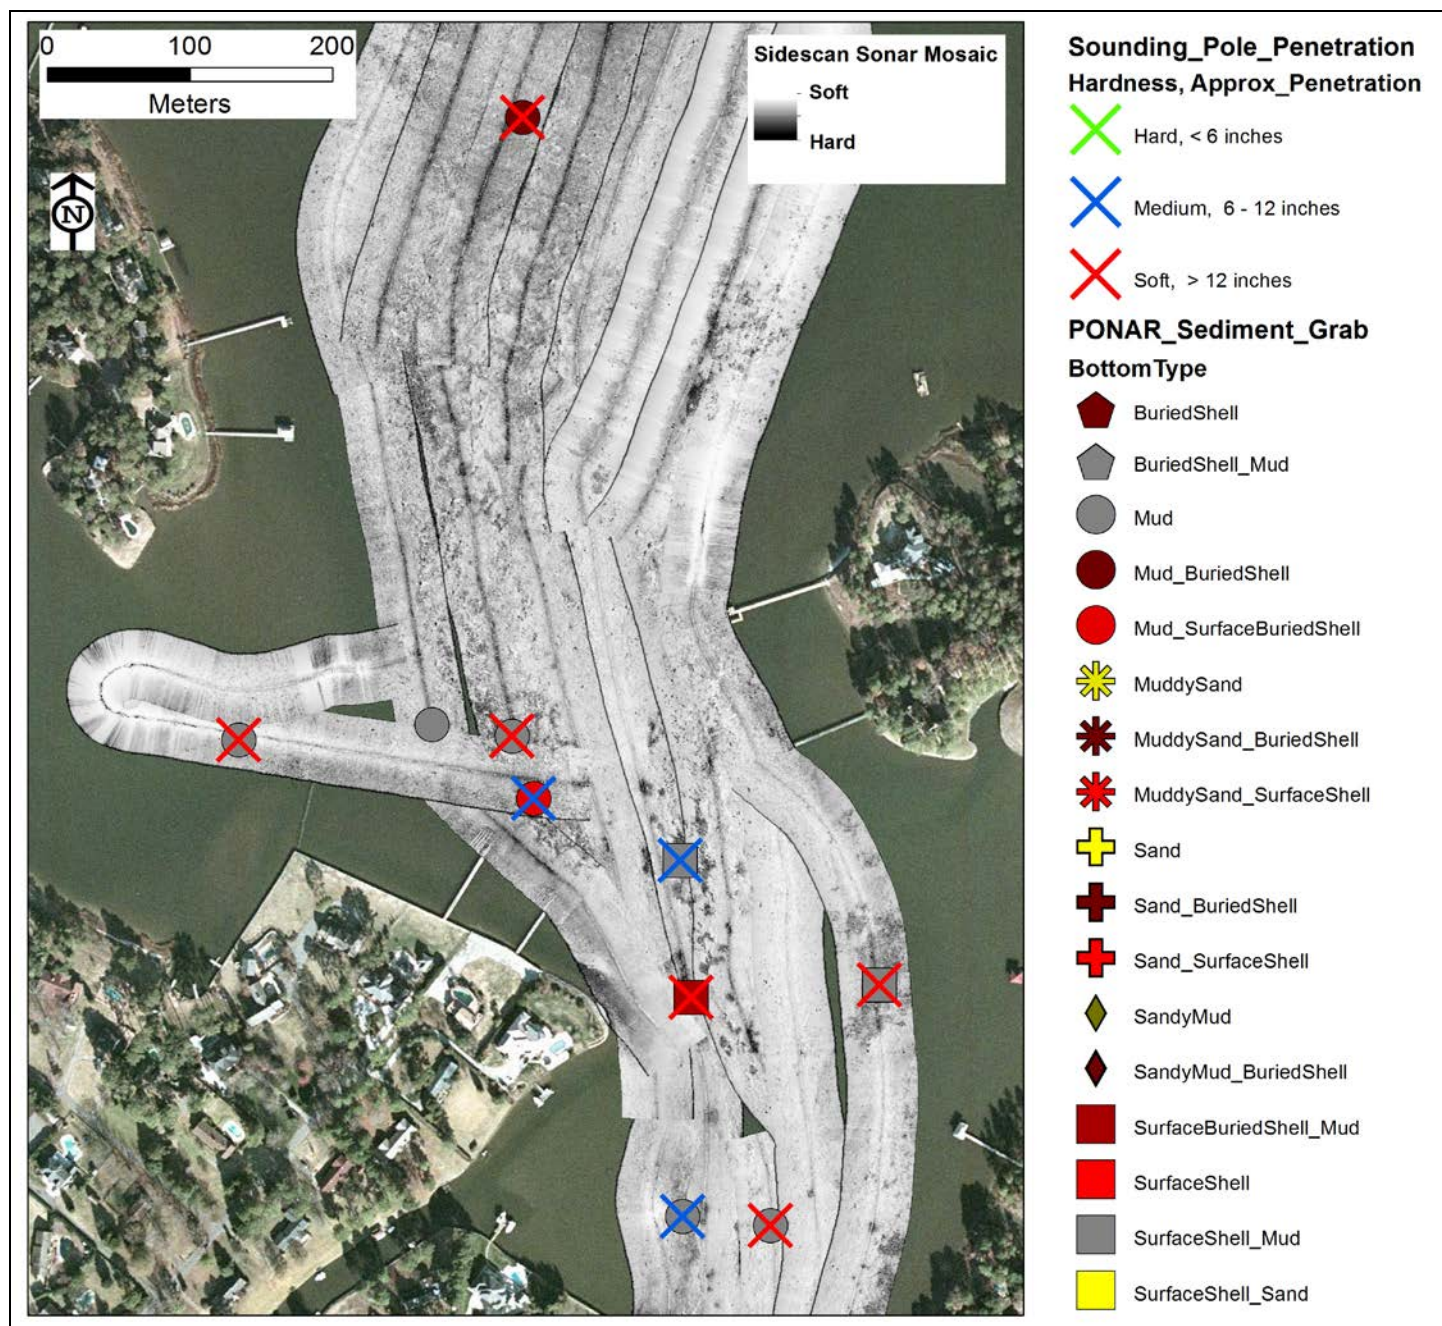 0 100 200
Meters
N
Sidescan Sonar Mosaic
Soft
Hard
Sounding_Pole_Penetration
Hardness, Approx_Penetration
Hard, < 6 inches
Medium, 6 - 12 inches
Soft, > 12 inches
PONAR_Sediment_Grab
BottomType
BuriedShell
BuriedShell_Mud
Mud
Mud_BuriedShell
Mud_SurfaceBuriedShell
MuddySand
MuddySand_BuriedShell
MuddySand_SurfaceShell
Sand
Sand_BuriedShell
Sand_SurfaceShell
SandyMud
SandyMud_BuriedShell
SurfaceBuriedShell_Mud
SurfaceShell
SurfaceShell_Mud
SurfaceShell_Sand